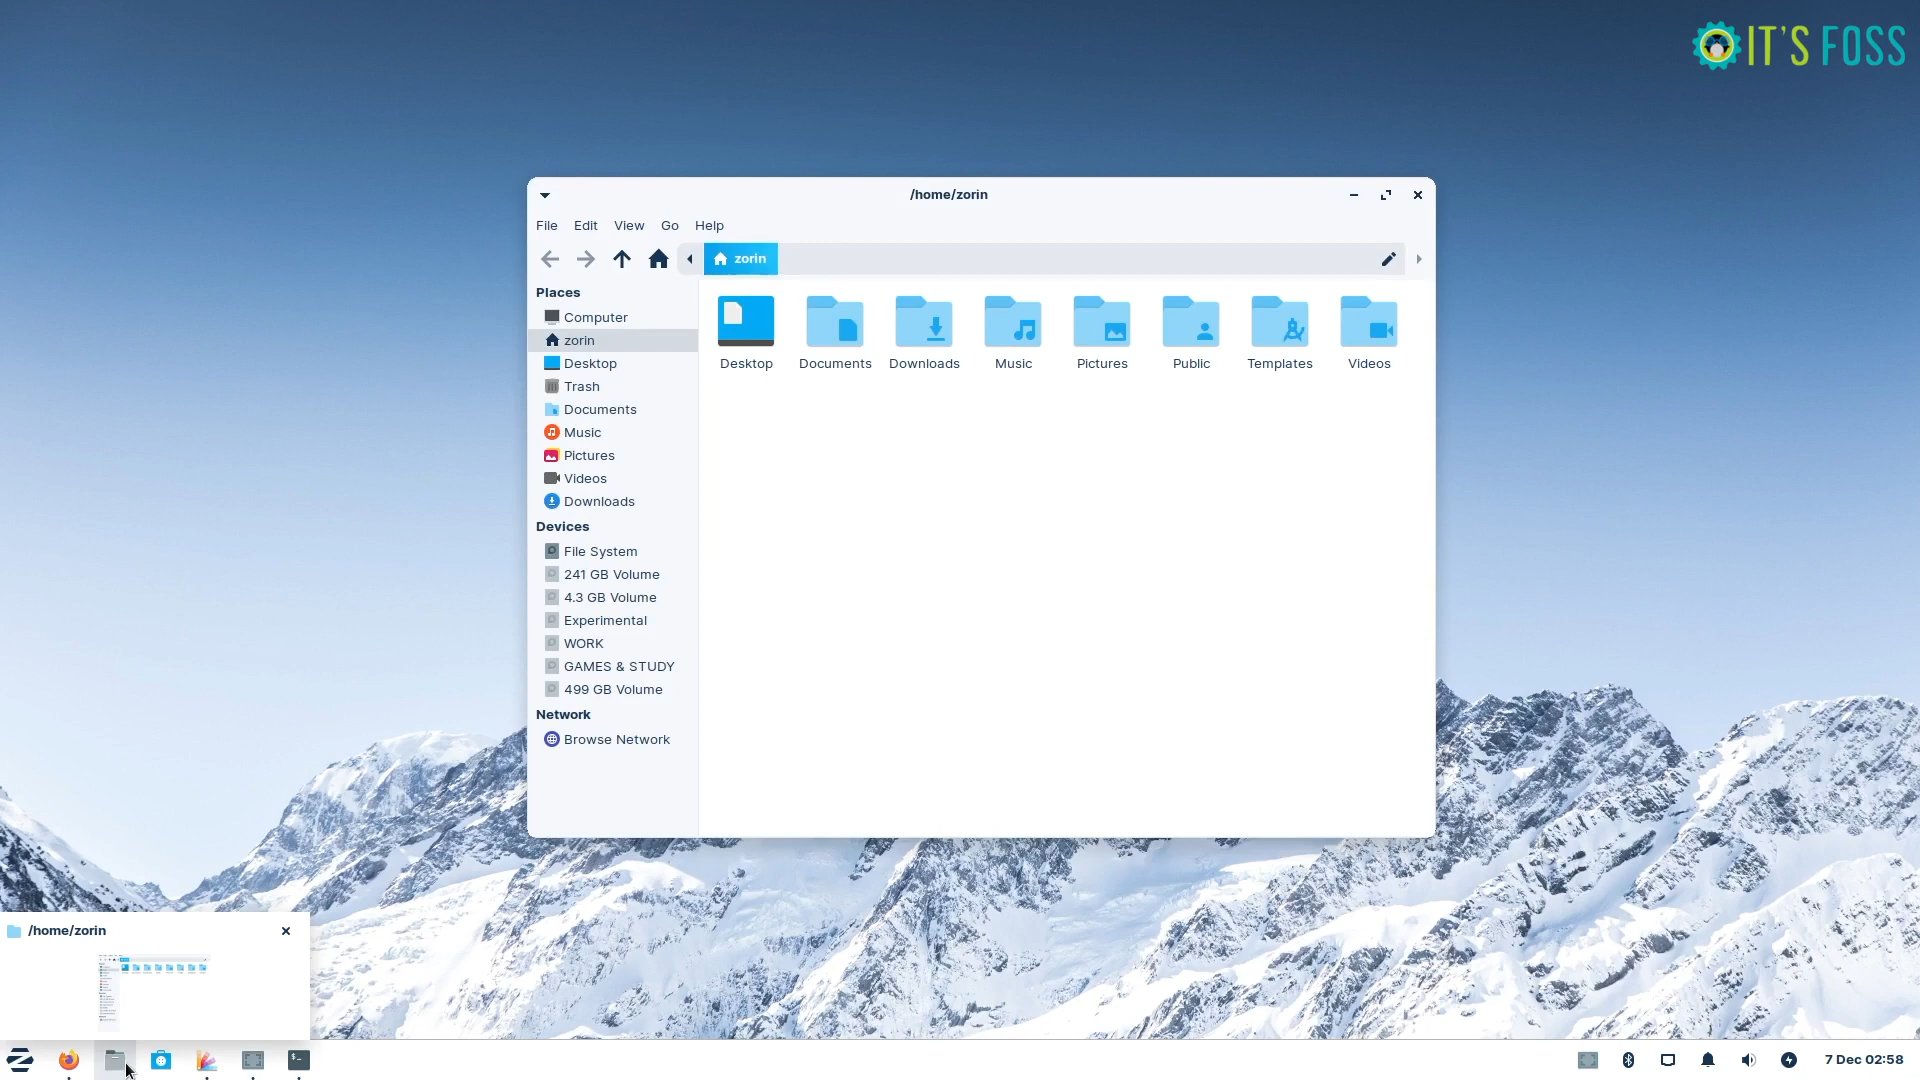 IT'S FOSS
/home/zorin
File Edit View Go Help
zorin
Places
Computer
zorin
Desktop
Trash
Documents
Music
Pictures
Videos
Downloads
Devices
File System
241 GB Volume
4.3 GB Volume
Experimental
WORK
GAMES & STUDY
499 GB Volume
Network
Browse Network
Desktop Documents Downloads Music Pictures Public Templates Videos
/home/zorin
7 Dec 02:58